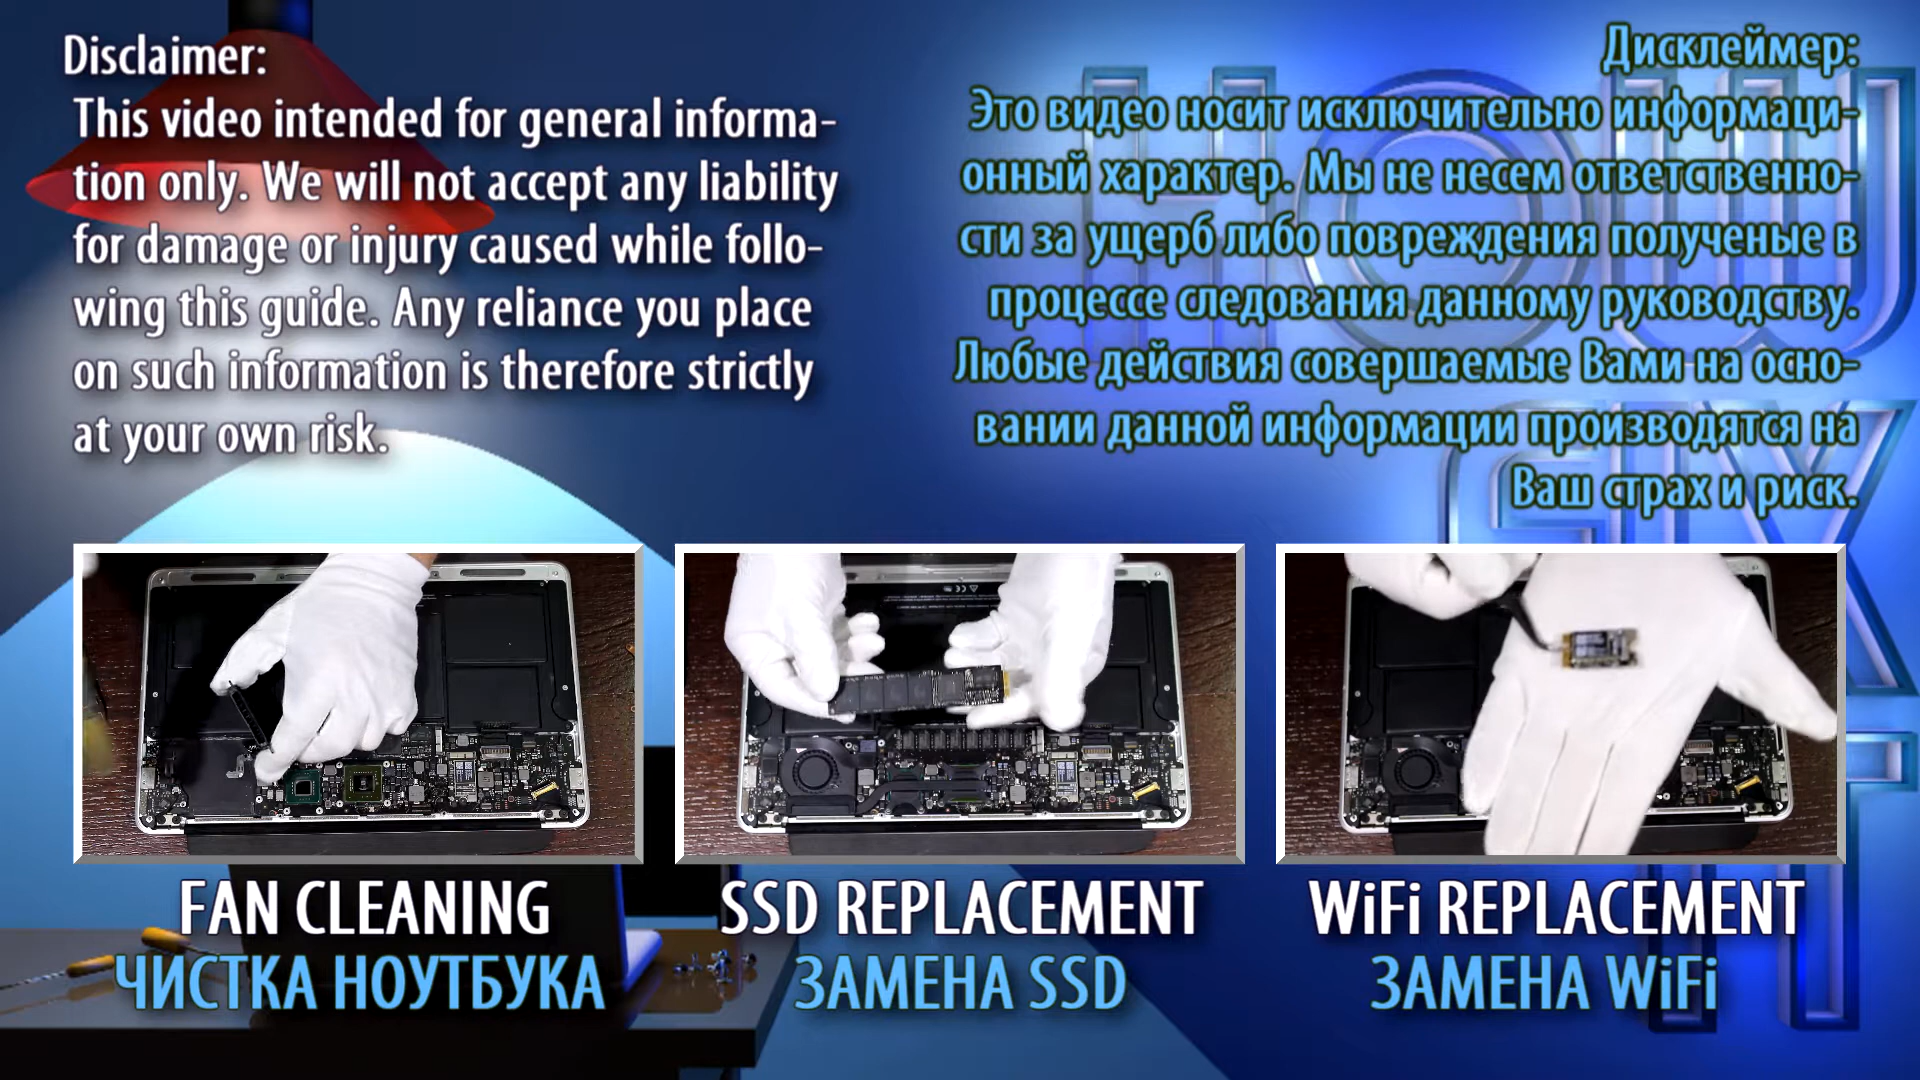 Disclaimer:
This video intended for general informa-
tion only. We will not accept any liability
for damage or injury caused while follo-
wing this guide. Any reliance you place
on such information is therefore strictly
at your own risk.
Дисклеймер:
Это видео носит исключительно информаци-
онный характер. Мы не несем ответственно-
сти за ущерб либо повреждения полученые в
процессе следования данному руководству.
Любые действия совершаемые Вами на осно-
вании данной информации производятся на
Ваш страх и риск.
HOW
FIX
IT
FAN CLEANING
ЧИСТКА НОУТБУКА
SSD REPLACEMENT
ЗАМЕНА SSD
WiFi REPLACEMENT
ЗАМЕНА WiFi